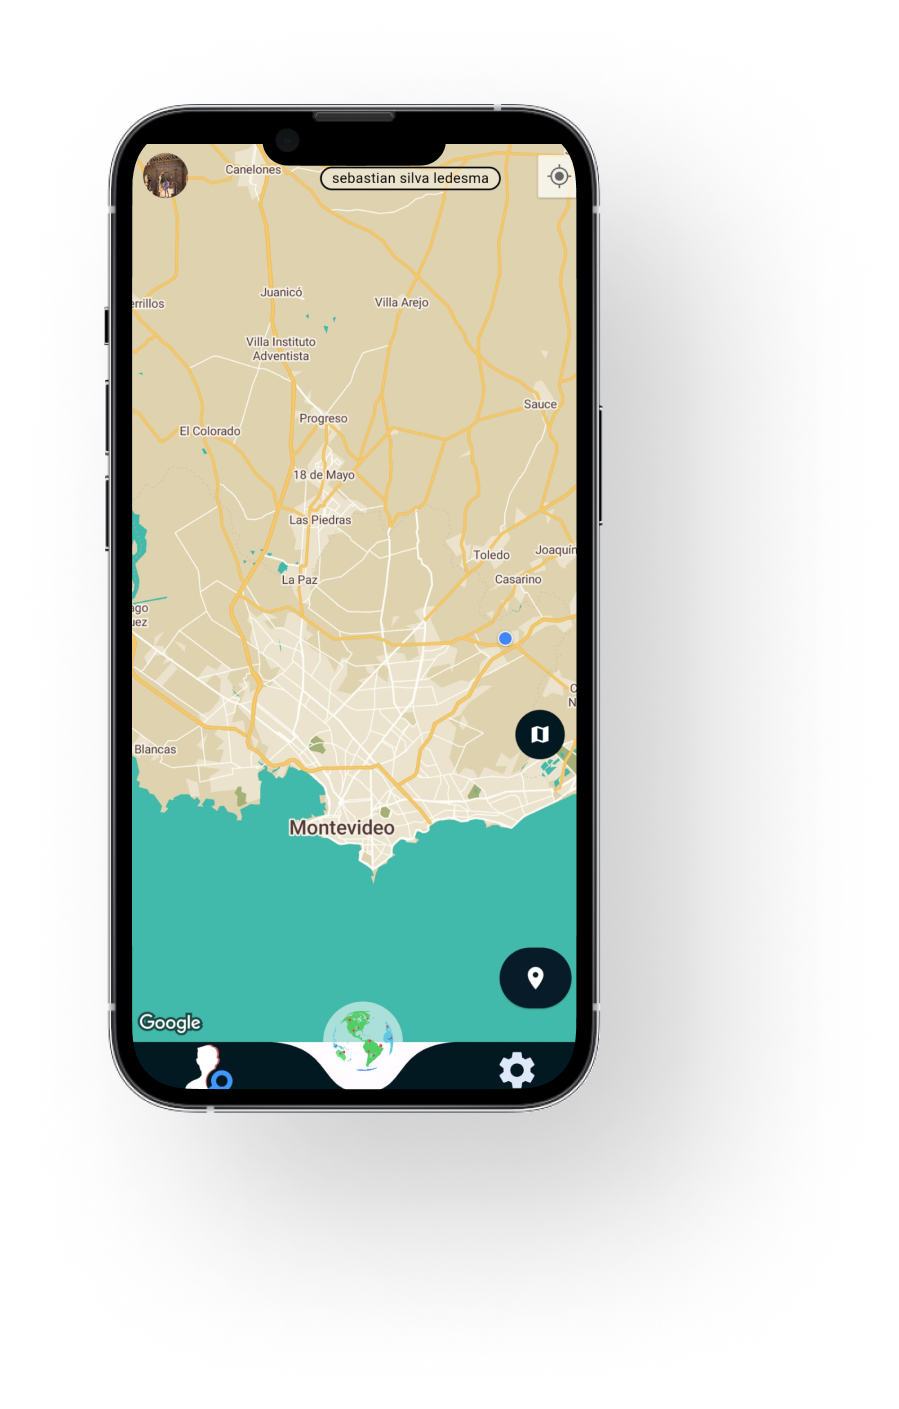 Canelones
sebastian silva ledesma
Juanicó
errillos
Villa Arejo
Villa Instituto
Adventista
Sauce
Progreso
El Colorado
18 de Mayo
Las Piedras
Toledo
Joaquín
La Paz
Casarino
ago
uez
C
N
Blancas
Montevideo
Google